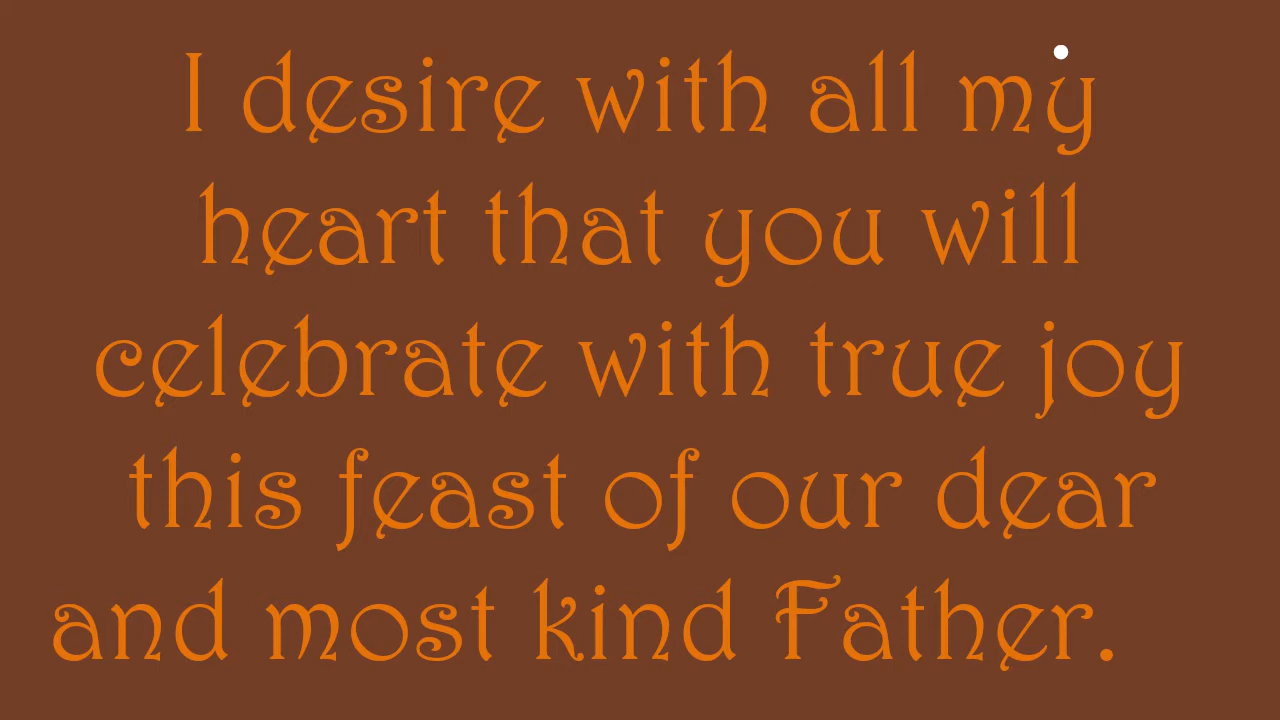 I desire with all my
heart that you will
celebrate with true joy
this feast of our dear
and most kind Father.